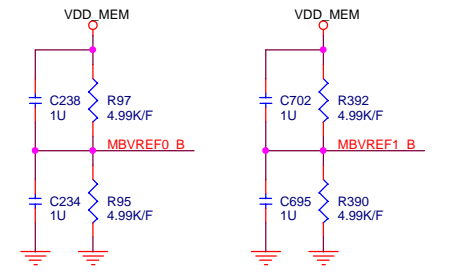 VDD_MEM
C238
1U
R97
4.99K/F
MBVREF0_B
C234
1U
R95
4.99K/F
VDD_MEM
C702
1U
R392
4.99K/F
MBVREF1_B
C695
1U
R390
4.99K/F